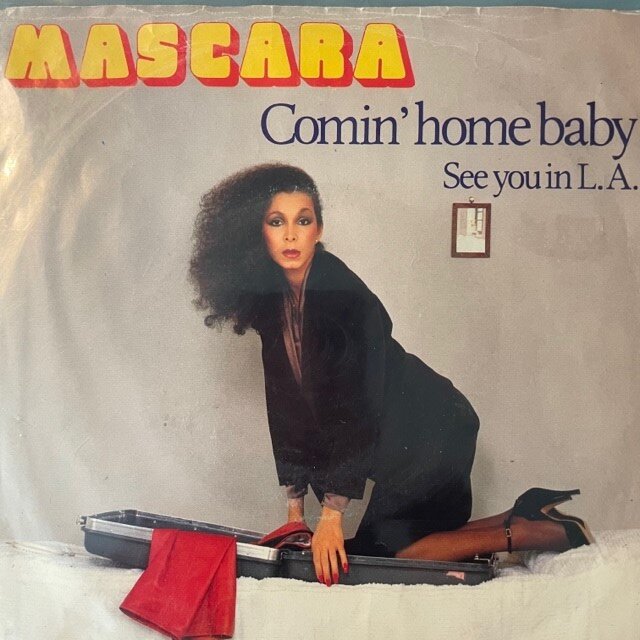 MASCARA
Comin' home baby
See you in L.A.